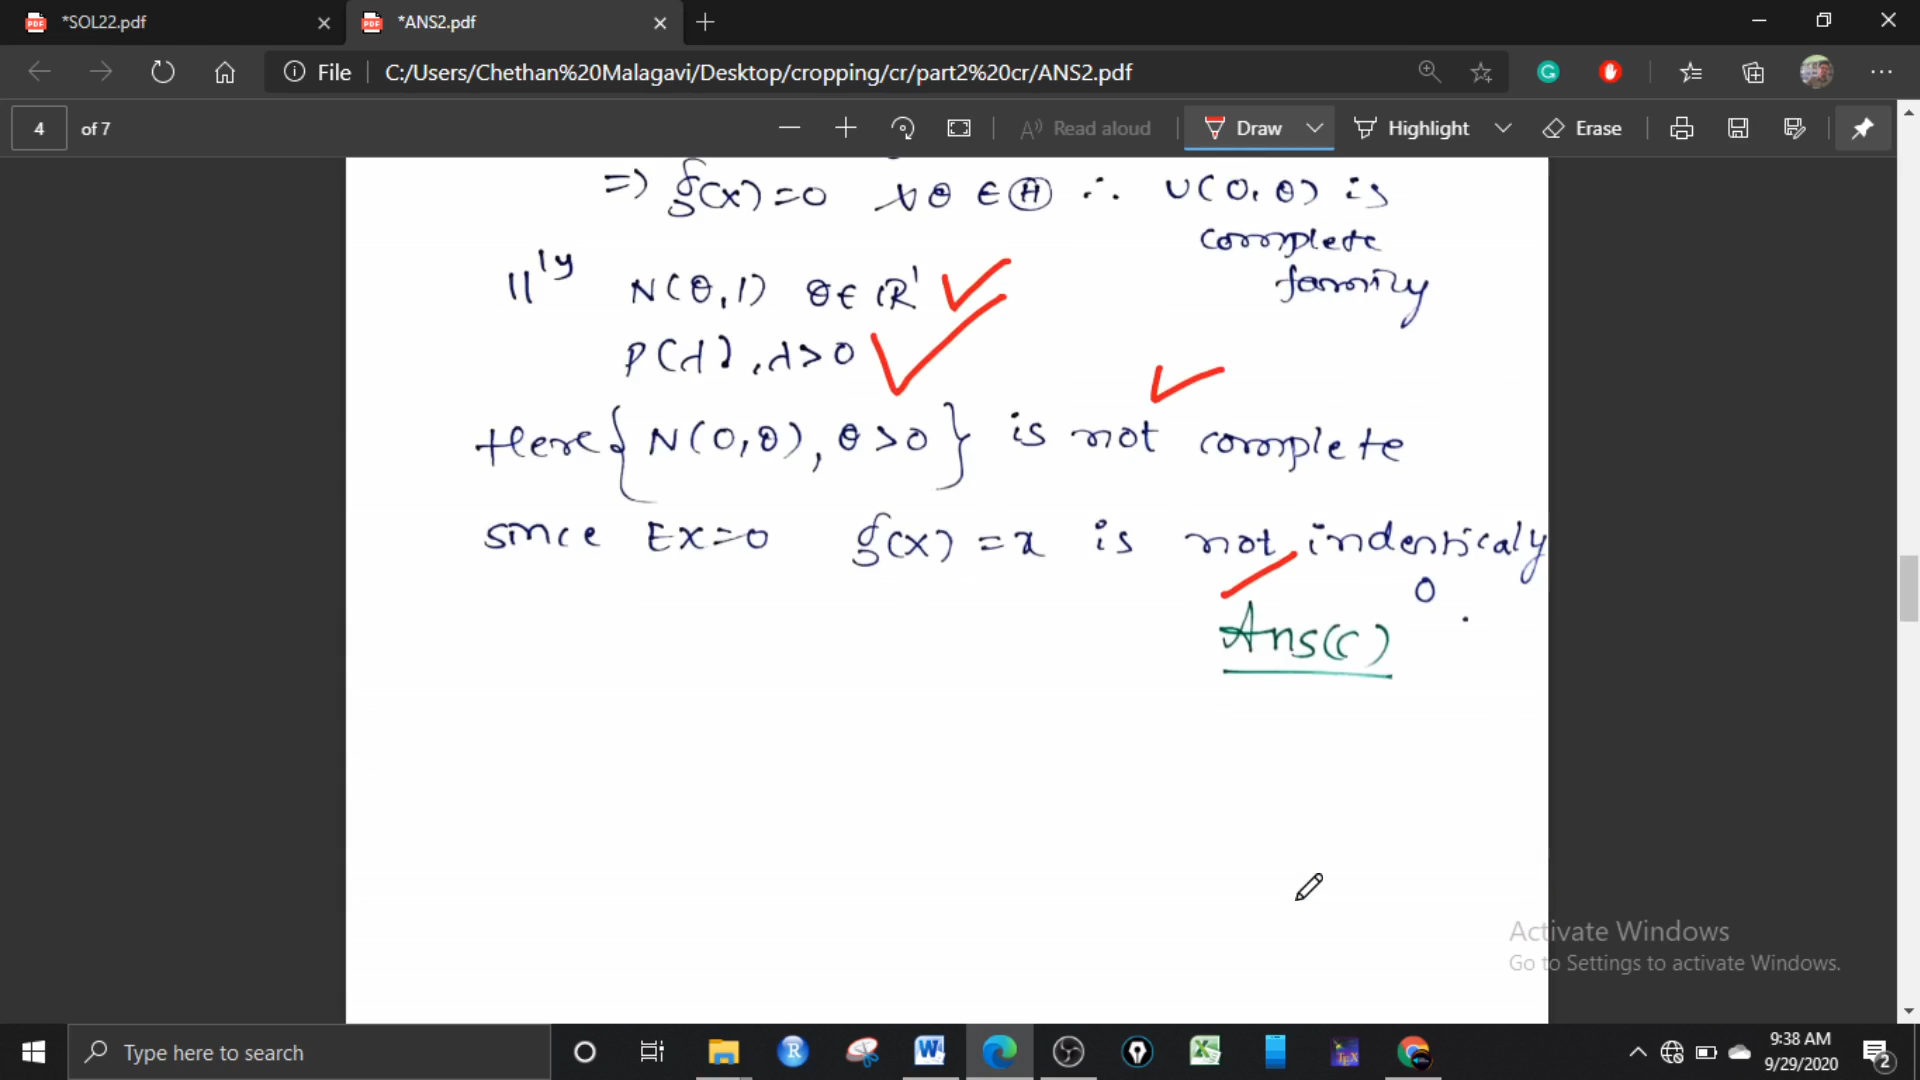 *SOL22.pdf
*ANS2.pdf
File
C:/Users/Chethan%20Malagavi/Desktop/cropping/cr/part2%20cr/ANS2.pdf
4 of 7
Read aloud
Draw
Highlight
Erase
=> g(x)=0 ∀θ ∈ Ⓗ ∴ U(0,θ) is
complete
family
||ly N(θ,1) θ∈ R'
P(λ), λ>0
Here {N(0,θ), θ>0} is not complete
since EX=0 g(x)=x is not indenticaly
0.
Ans(c)
Activate Windows
Go to Settings to activate Windows.
Type here to search
9:38 AM
9/29/2020
2